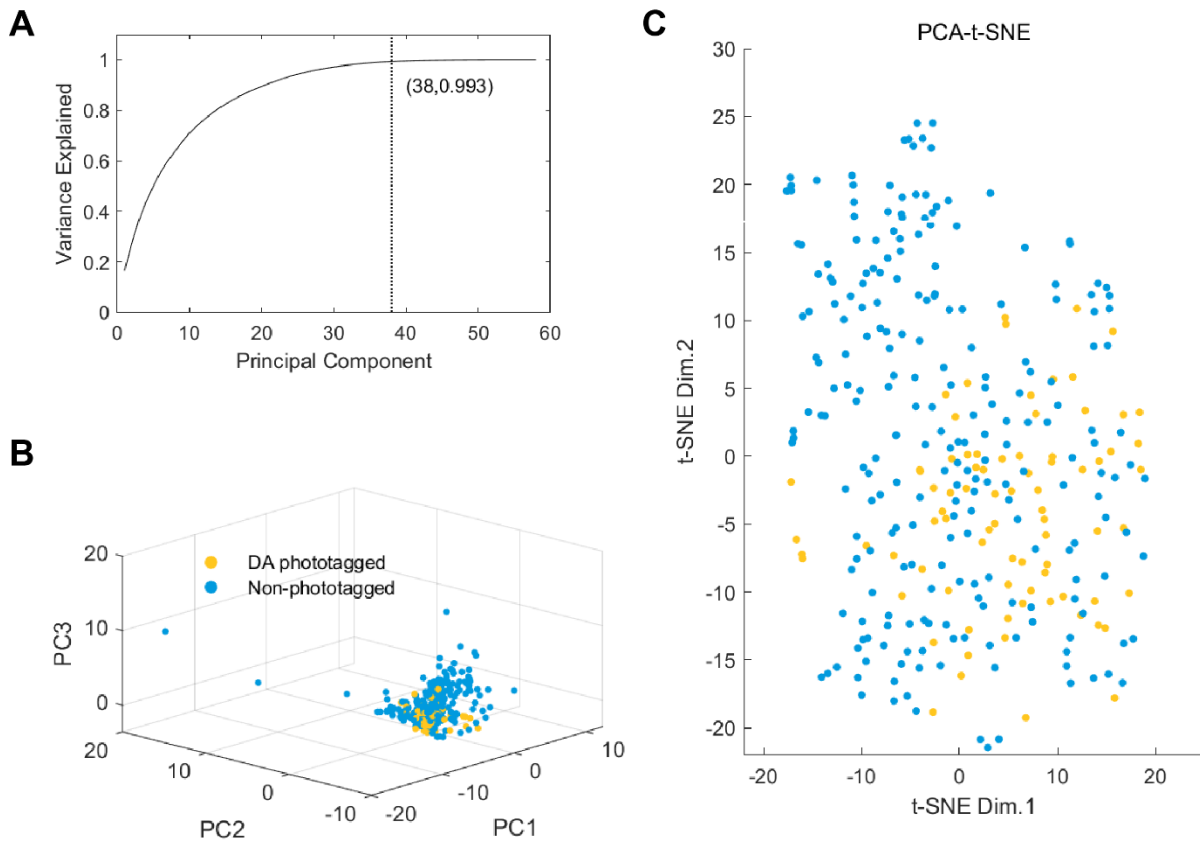 A
1
0.8
0.6
0.4
0.2
0
Variance Explained
(38,0.993)
0 10 20 30 40 50 60
Principal Component
B
20
10
0
PC3
DA phototagged
Non-phototagged
20
10
0
-10
PC2
-20
-10
0
10
PC1
C
PCA-t-SNE
30
25
20
15
10
5
0
-5
-10
-15
-20
t-SNE Dim.2
-20 -10 0 10 20
t-SNE Dim.1